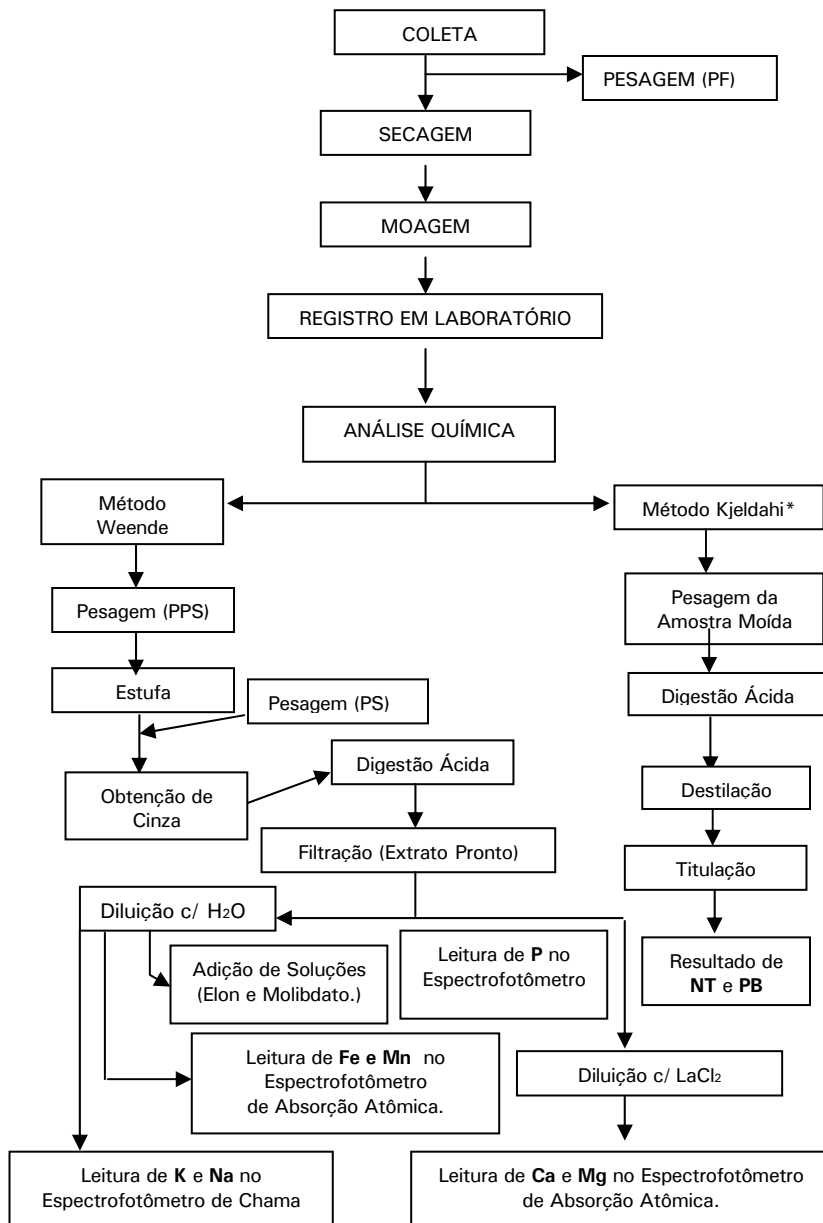 COLETA
PESAGEM (PF)
SECAGEM
MOAGEM
REGISTRO EM LABORATÓRIO
ANÁLISE QUÍMICA
Método
Weende
Método Kjeldahi*
Pesagem (PPS)
Pesagem da
Amostra Moída
Estufa
Pesagem (PS)
Digestão Ácida
Obtenção de
Cinza
Digestão Ácida
Destilação
Filtração (Extrato Pronto)
Titulação
Diluição c/ H2O
Leitura de P no
Espectrofotômetro
Resultado de
NT e PB
Adição de Soluções
(Elon e Molibdato.)
Leitura de Fe e Mn no
Espectrofotômetro
de Absorção Atômica.
Diluição c/ LaCl2
Leitura de K e Na no
Espectrofotômetro de Chama
Leitura de Ca e Mg no Espectrofotômetro
de Absorção Atômica.